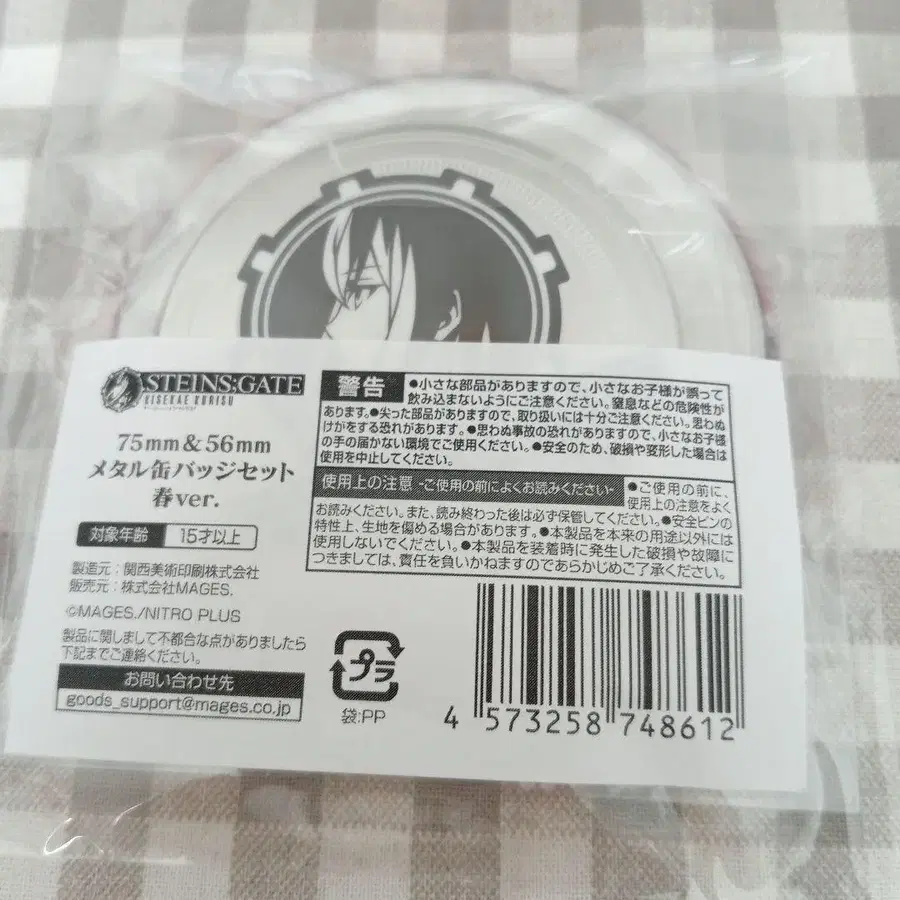 STEINS;GATE
KISEKAE KURISU
75mm&56mm
メタル缶バッジセット
春ver.
対象年齢 15才以上
製造元：関西美術印刷株式会社
販売元：株式会社MAGES.
©MAGES./NITRO PLUS
製品に関しまして不都合な点がありましたら
下記までご連絡ください。
お問い合わせ先
goods_support@mages.co.jp
警告 ●小さな部品がありますので、小さなお子様が誤って
飲み込まないようにご注意ください。窒息などの危険性が
あります。●尖った部品がありますので、取り扱いには十分ご注意ください。思わぬ
けがをする恐れがあります。●思わぬ事故の恐れがありますので、小さなお子様
の手の届かない環境でご使用ください。●安全のため、破損や変形した場合は
使用を中止してください。
使用上の注意 -ご使用の前によくお読みください- ●ご使用の前に、
使用上の注意をよく
お読みください。また、読み終わった後は必ず保管してください。●安全ピンの
特性上、生地を傷める場合があります。●本製品を本来の用途以外には
使用しないでください。●本製品を装着時に発生した破損や故障に
つきましては、責任を負いかねますのであらかじめご了承ください。
プラ
袋:PP
4 573258 748612